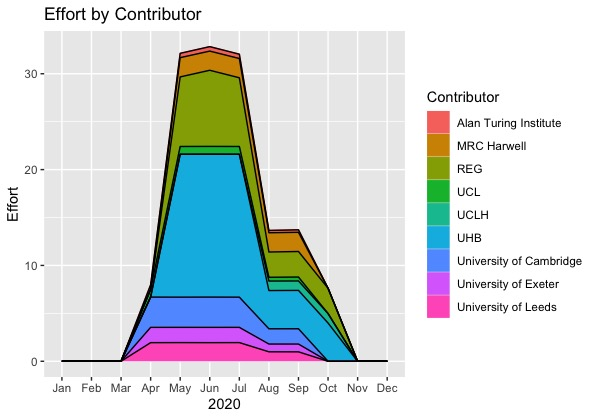 Effort by Contributor
Effort
30
20
10
0
Jan Feb Mar Apr May Jun Jul Aug Sep Oct Nov Dec
2020
Contributor
Alan Turing Institute
MRC Harwell
REG
UCL
UCLH
UHB
University of Cambridge
University of Exeter
University of Leeds